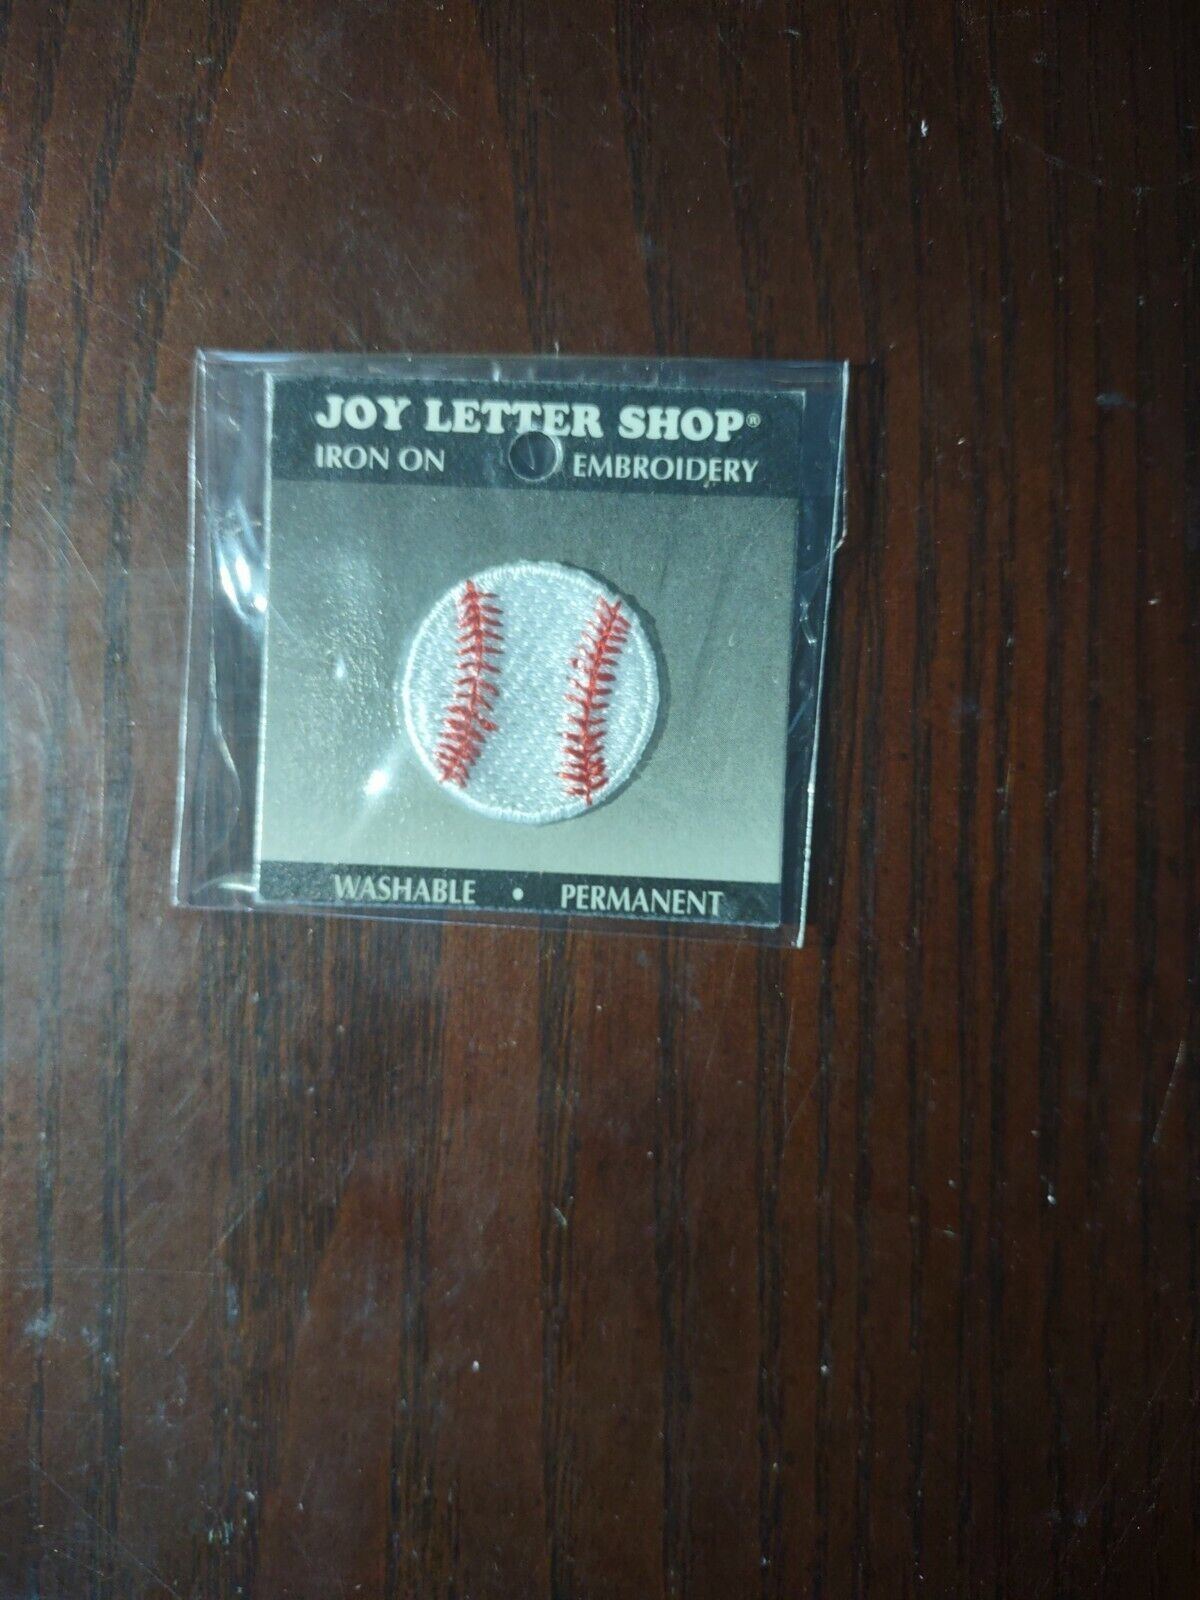 JOY LETTER SHOP®
IRON ON EMBROIDERY
WASHABLE • PERMANENT